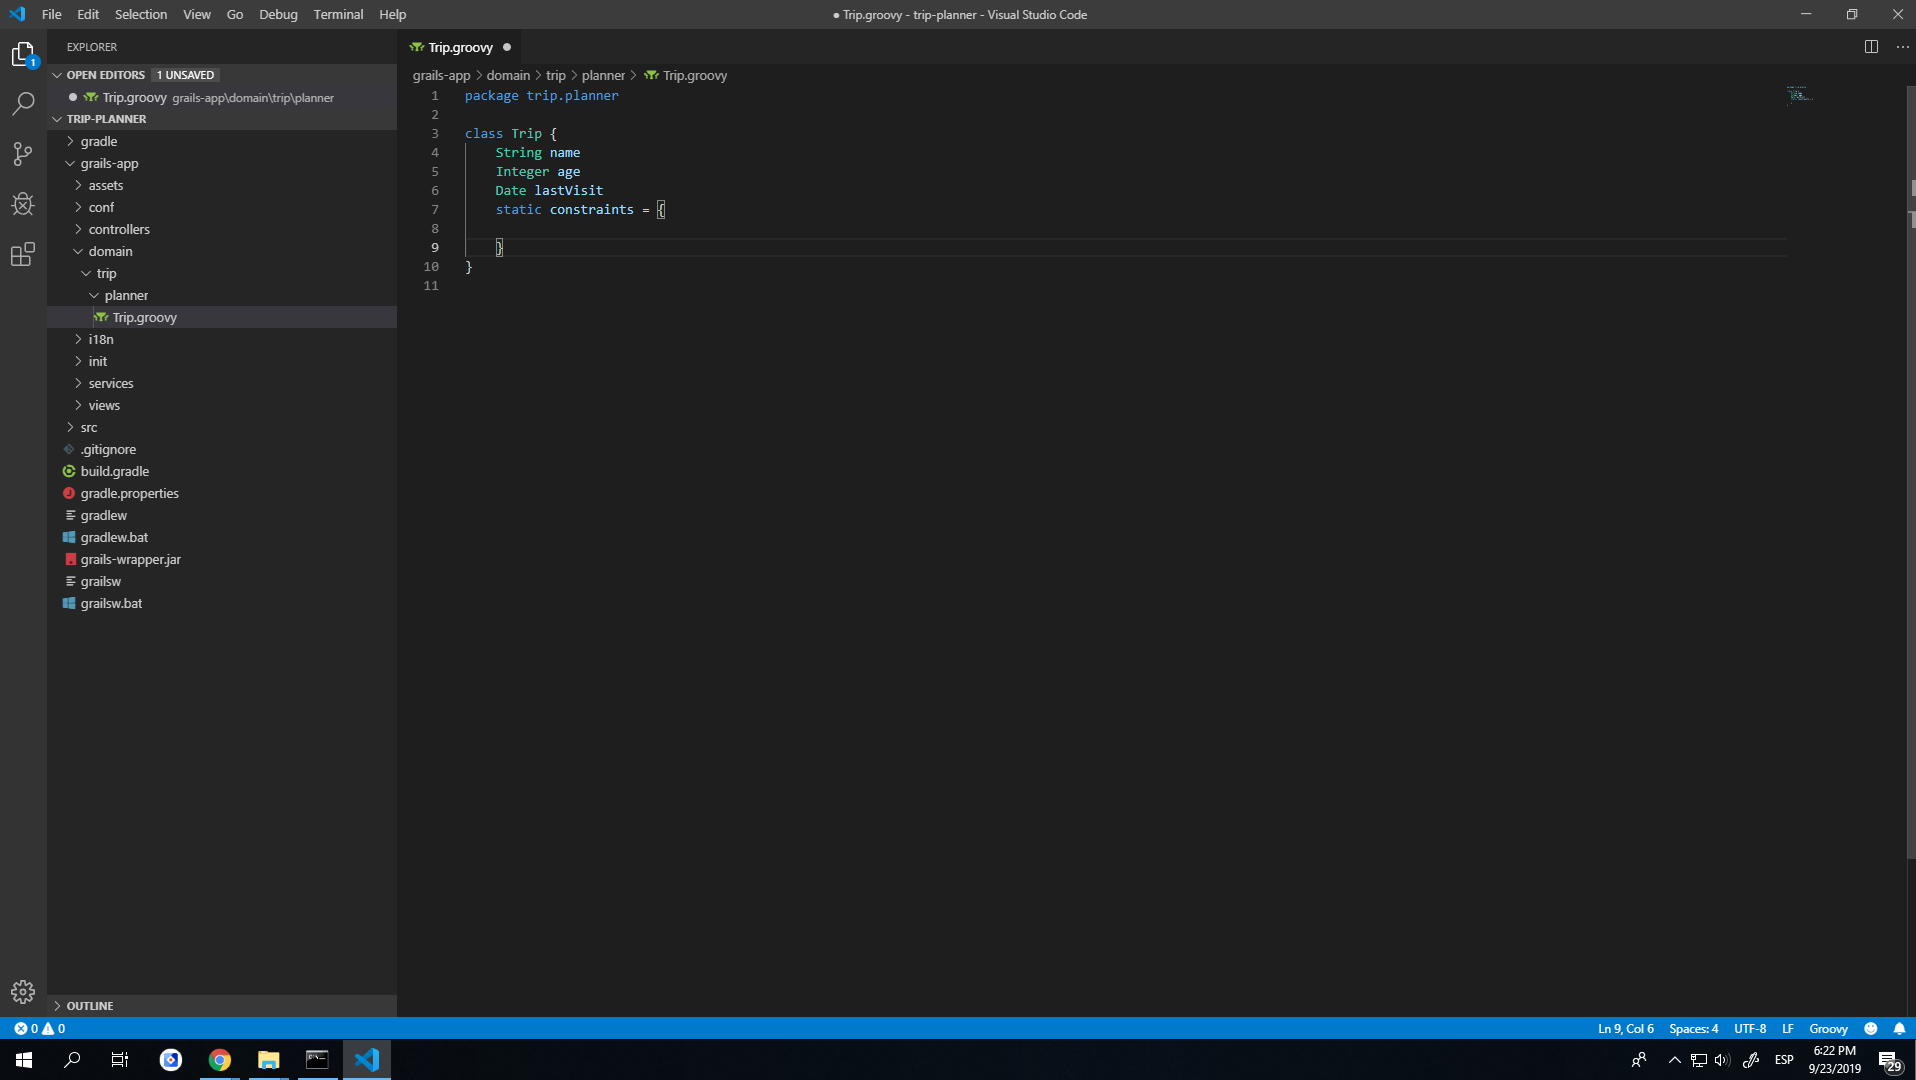 File Edit Selection View Go Debug Terminal Help
● Trip.groovy - trip-planner - Visual Studio Code
1
EXPLORER
OPEN EDITORS 1 UNSAVED
Trip.groovy grails-app\domain\trip\planner
TRIP-PLANNER
gradle
grails-app
assets
conf
controllers
domain
trip
planner
Trip.groovy
i18n
init
services
views
src
.gitignore
build.gradle
gradle.properties
gradlew
gradlew.bat
grails-wrapper.jar
grailsw
grailsw.bat
OUTLINE
Trip.groovy
grails-app > domain > trip > planner > Trip.groovy
1 package trip.planner
2
3 class Trip {
4 String name
5 Integer age
6 Date lastVisit
7 static constraints = {
8
9 }
10 }
11
0 0
Ln 9, Col 6 Spaces: 4 UTF-8 LF Groovy
ESP
6:22 PM
9/23/2019
29